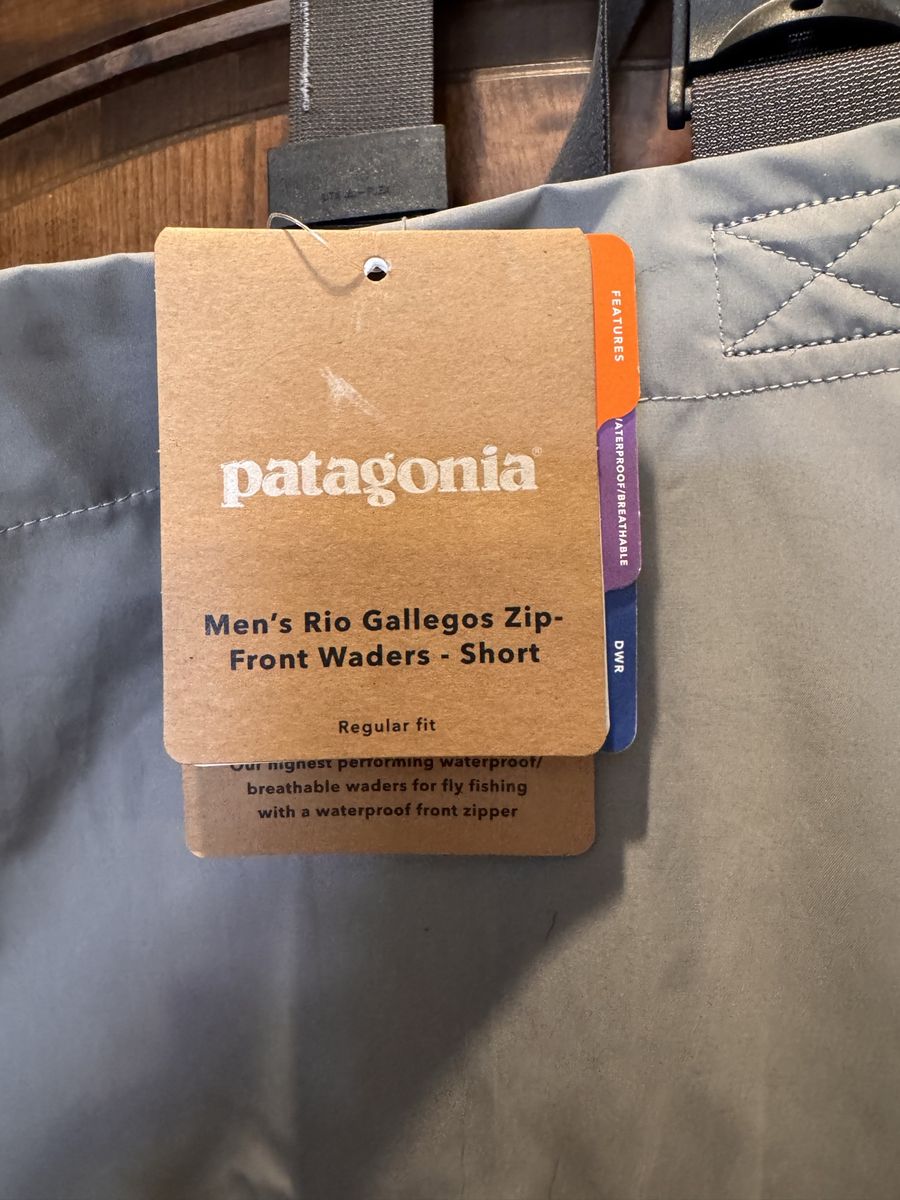 FEATURES
patagonia®
WATERPROOF/BREATHABLE
Men's Rio Gallegos Zip-
Front Waders - Short
DWR
Regular fit
Our highest performing waterproof/
breathable waders for fly fishing
with a waterproof front zipper